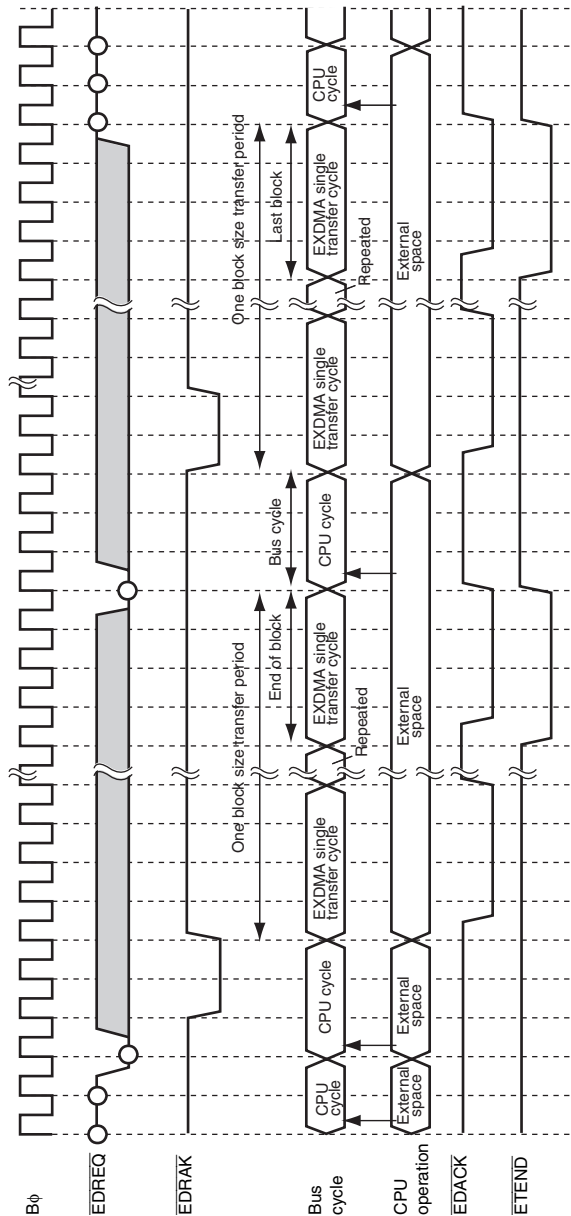 Bφ
EDREQ
EDRAK
One block size transfer period
One block size transfer period
End of block
Bus cycle
Last block
Bus
cycle
CPU
cycle
CPU cycle
EXDMA single
transfer cycle
Repeated
EXDMA single
transfer cycle
CPU cycle
EXDMA single
transfer cycle
Repeated
EXDMA single
transfer cycle
CPU
cycle
CPU
operation
External
space
External
space
External
space
External
space
EDACK
ETEND